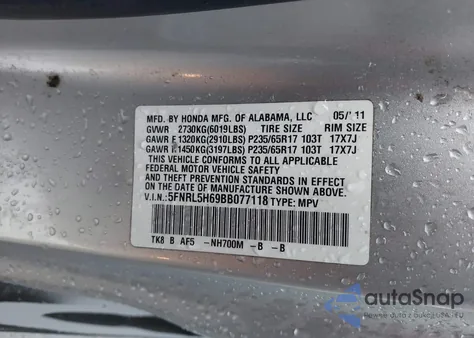 MFD. BY HONDA MFG. OF ALABAMA, LLC 05/'11
GVWR 2730KG(6019LBS) TIRE SIZE RIM SIZE
GAWR F 1320KG(2910LBS) P235/65R17 103T 17X7J
GAWR R 1450KG(3197LBS) P235/65R17 103T 17X7J
THIS VEHICLE CONFORMS TO ALL APPLICABLE
FEDERAL MOTOR VEHICLE SAFETY STANDARDS IN
EFFECT ON THE DATE OF MANUFACTURE SHOWN ABOVE.
V.I.N.: 5FNRL5H69BB077118 TYPE: MPV
TK8 B AF5 -NH700M -B -B
autoSnap